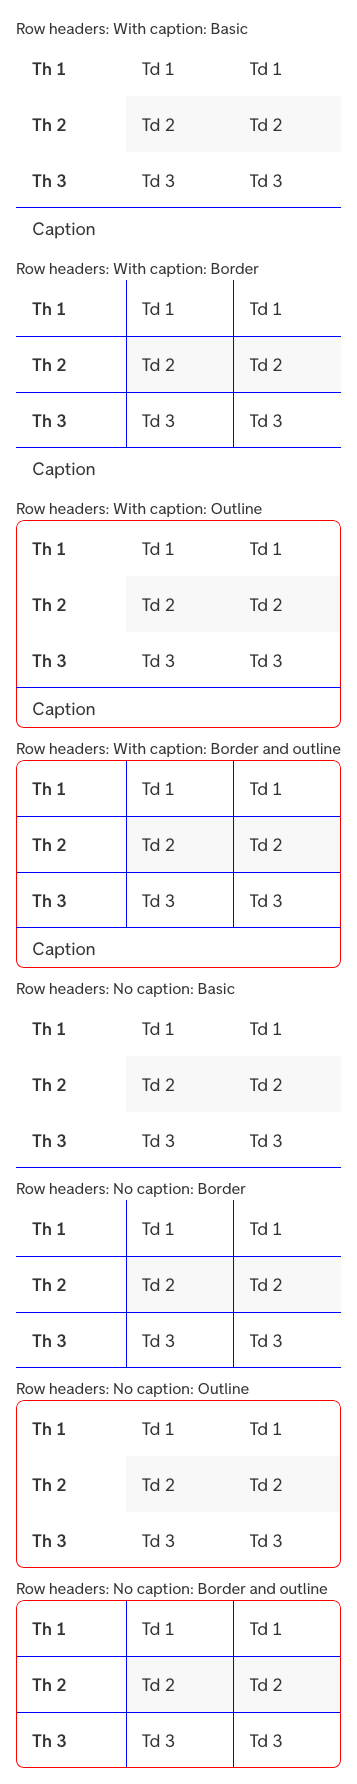 Row headers: With caption: Basic
Th 1 Td 1 Td 1
Th 2 Td 2 Td 2
Th 3 Td 3 Td 3
Caption
Row headers: With caption: Border
Th 1 Td 1 Td 1
Th 2 Td 2 Td 2
Th 3 Td 3 Td 3
Caption
Row headers: With caption: Outline
Th 1 Td 1 Td 1
Th 2 Td 2 Td 2
Th 3 Td 3 Td 3
Caption
Row headers: With caption: Border and outline
Th 1 Td 1 Td 1
Th 2 Td 2 Td 2
Th 3 Td 3 Td 3
Caption
Row headers: No caption: Basic
Th 1 Td 1 Td 1
Th 2 Td 2 Td 2
Th 3 Td 3 Td 3
Row headers: No caption: Border
Th 1 Td 1 Td 1
Th 2 Td 2 Td 2
Th 3 Td 3 Td 3
Row headers: No caption: Outline
Th 1 Td 1 Td 1
Th 2 Td 2 Td 2
Th 3 Td 3 Td 3
Row headers: No caption: Border and outline
Th 1 Td 1 Td 1
Th 2 Td 2 Td 2
Th 3 Td 3 Td 3